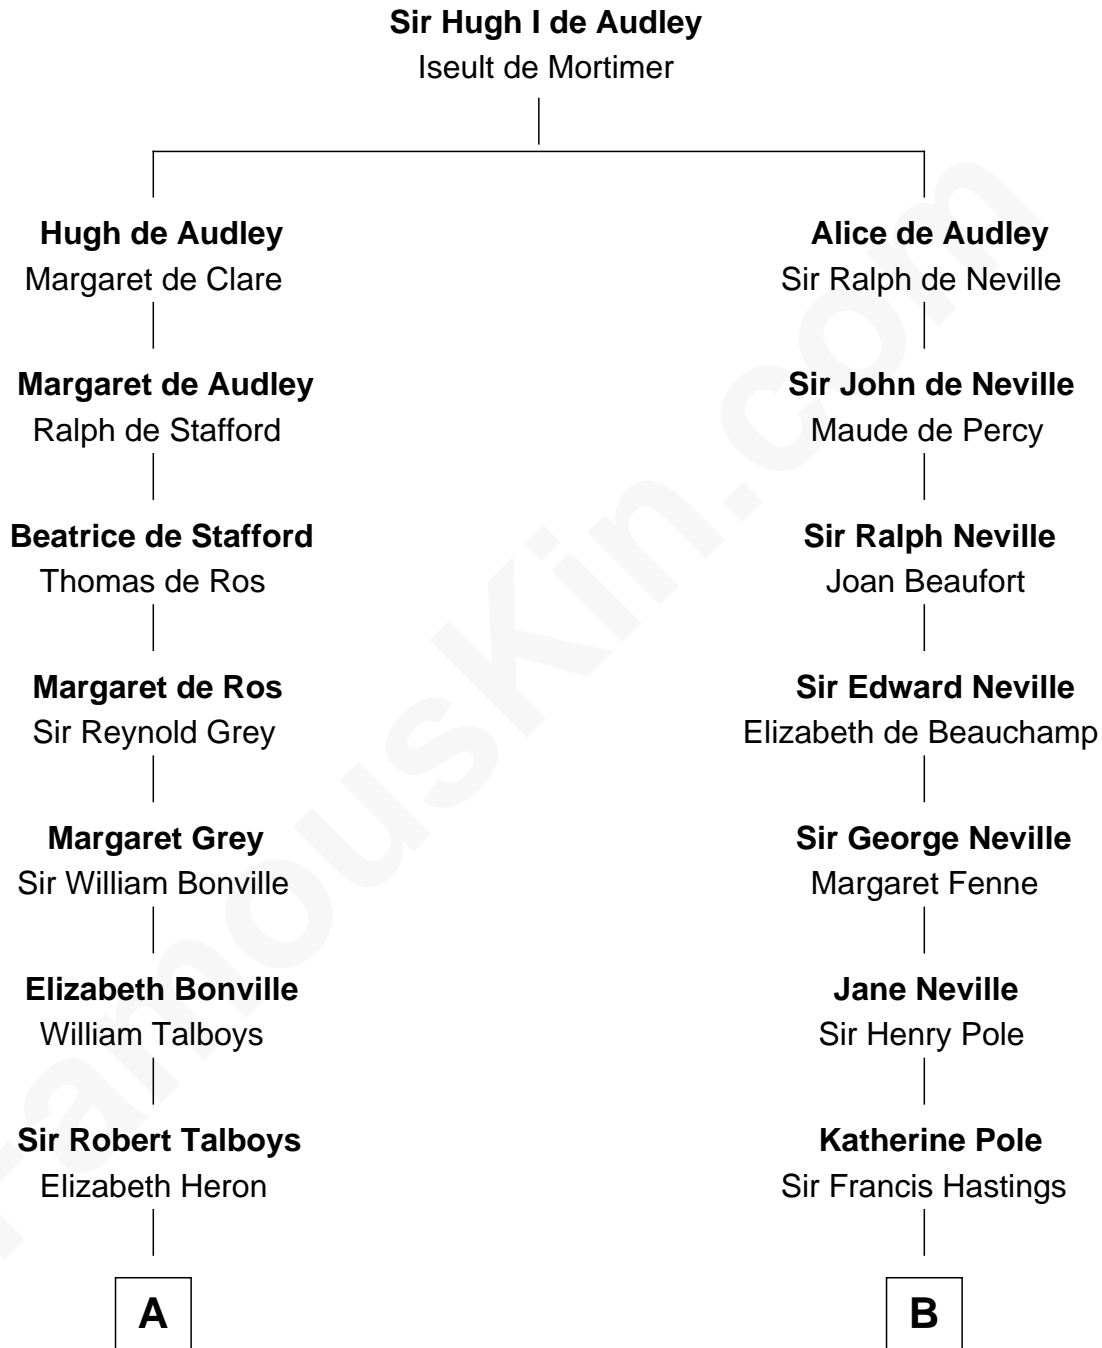 Sir Hugh I de Audley
Iseult de Mortimer
Hugh de Audley
Margaret de Clare
Alice de Audley
Sir Ralph de Neville
Margaret de Audley
Ralph de Stafford
Sir John de Neville
Maude de Percy
Beatrice de Stafford
Thomas de Ros
Sir Ralph Neville
Joan Beaufort
Margaret de Ros
Sir Reynold Grey
Sir Edward Neville
Elizabeth de Beauchamp
Margaret Grey
Sir William Bonville
Sir George Neville
Margaret Fenne
Elizabeth Bonville
William Talboys
Jane Neville
Sir Henry Pole
Sir Robert Talboys
Elizabeth Heron
Katherine Pole
Sir Francis Hastings
A
B
FamousKin.com